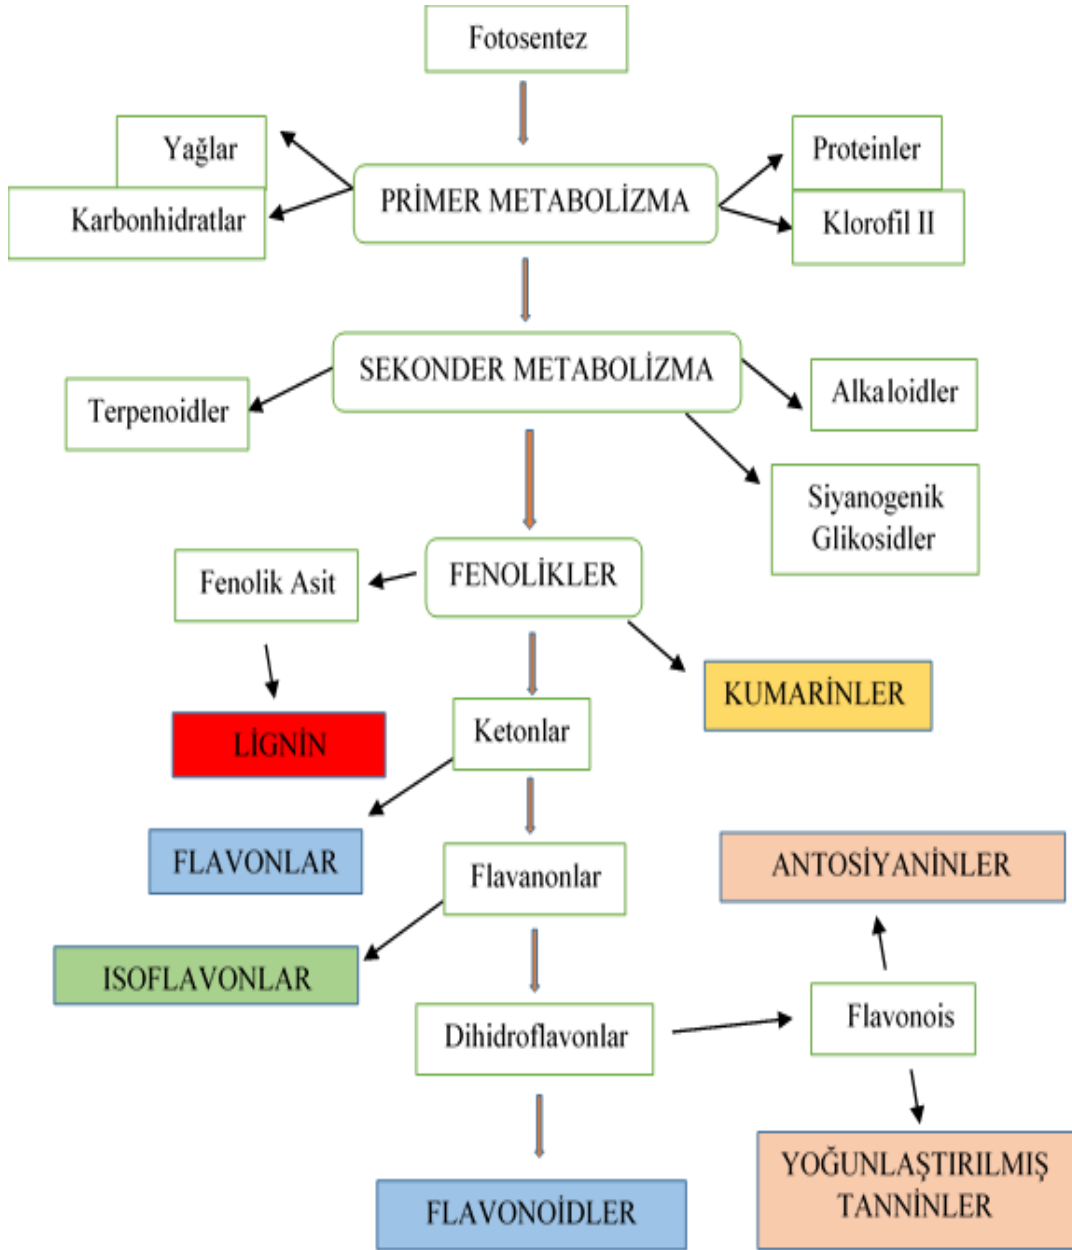 Fotosentez
Yağlar
Proteinler
PRİMER METABOLİZMA
Karbonhidratlar
Klorofil II
SEKONDER METABOLİZMA
Terpenoidler
Alkaloidler
Siyanogenik
Glikosidler
Fenolik Asit
FENOLİKLER
KUMARİNLER
LİGNİN
Ketonlar
FLAVONLAR
Flavanonlar
ANTOSİYANİNLER
ISOFLAVONLAR
Dihidroflavonlar
Flavonois
YOĞUNLAŞTIRILMIŞ
TANNİNLER
FLAVONOİDLER